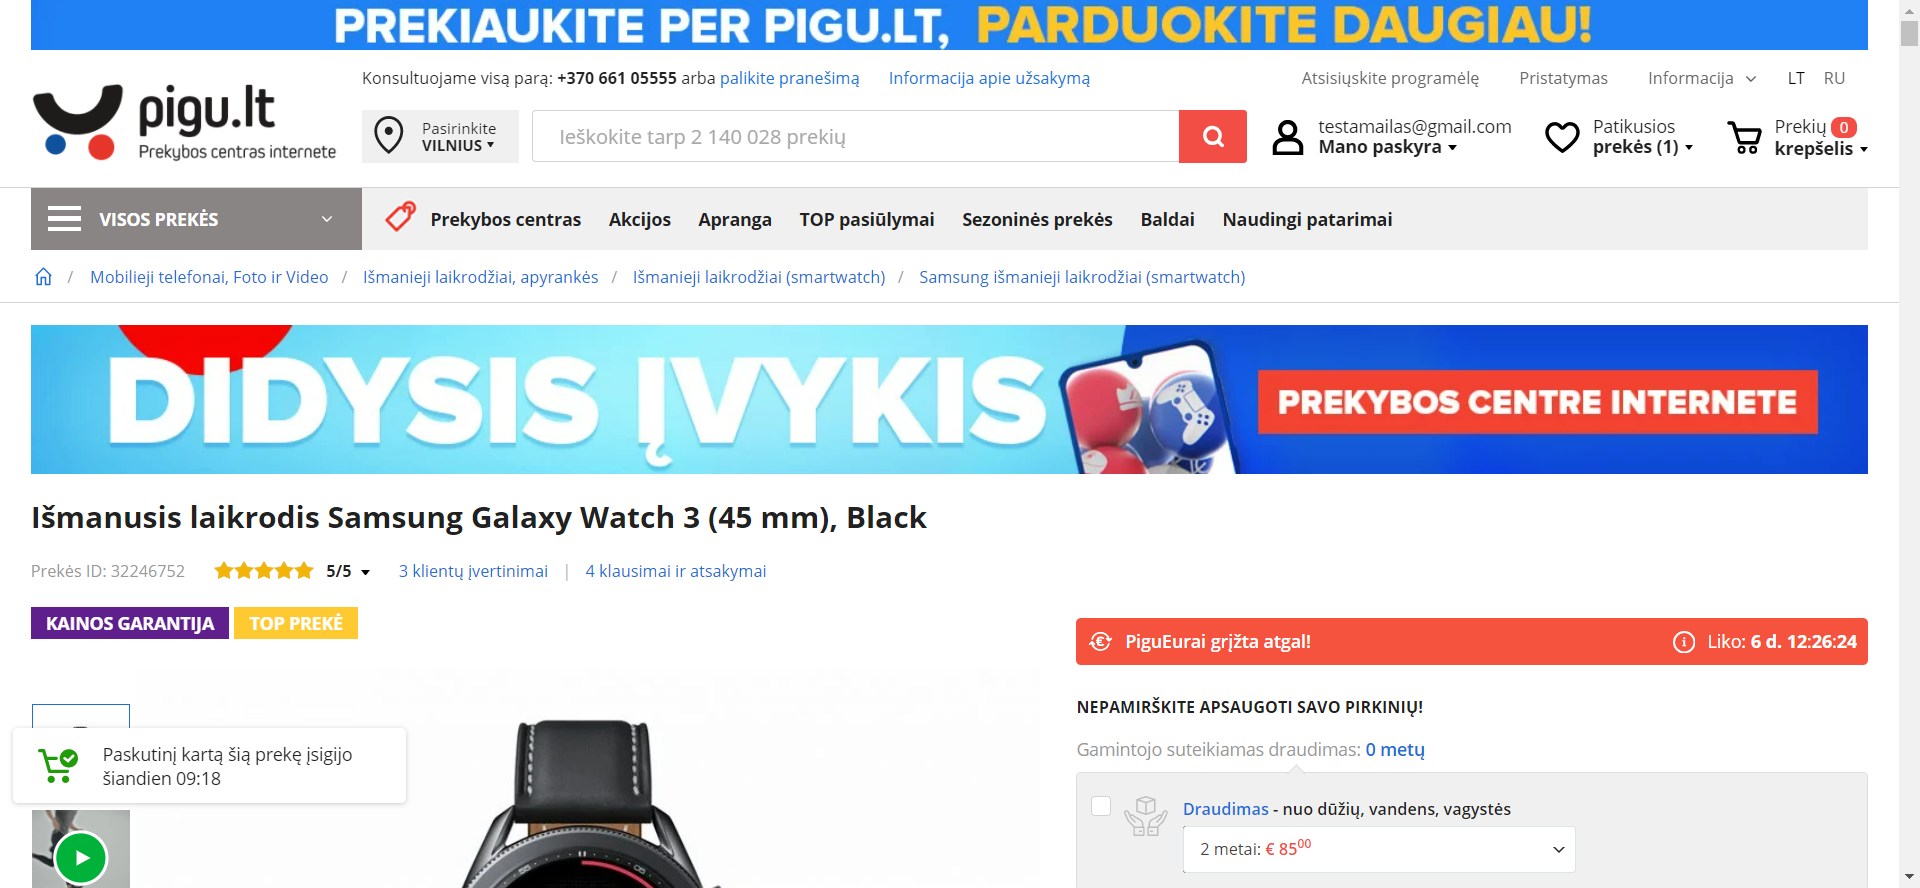 PREKIAUKITE PER PIGU.LT, PARDUOKITE DAUGIAU!
Konsultuojame visą parą: +370 661 05555 arba palikite pranešimą Informacija apie užsakymą
Atsisiųskite programėlę Pristatymas Informacija LT RU
pigu.lt
Prekybos centras internete
Pasirinkite
VILNIUS
Ieškokite tarp 2 140 028 prekių
testamailas@gmail.com
Mano paskyra
Patikusios
prekės (1)
Prekių 0
krepšelis
VISOS PREKĖS
Prekybos centras Akcijos Apranga TOP pasiūlymai Sezoninės prekės Baldai Naudingi patarimai
/ Mobilieji telefonai, Foto ir Video / Išmanieji laikrodžiai, apyrankės / Išmanieji laikrodžiai (smartwatch) / Samsung išmanieji laikrodžiai (smartwatch)
DIDYSIS ĮVYKIS
PREKYBOS CENTRE INTERNETE
Išmanusis laikrodis Samsung Galaxy Watch 3 (45 mm), Black
Prekės ID: 32246752 5/5 3 klientų įvertinimai | 4 klausimai ir atsakymai
KAINOS GARANTIJA TOP PREKĖ
PiguEurai grįžta atgal! Liko: 6 d. 12:26:24
NEPAMIRŠKITE APSAUGOTI SAVO PIRKINIŲ!
Gamintojo suteikiamas draudimas: 0 metų
Draudimas - nuo dūžių, vandens, vagystės
2 metai: € 85⁰⁰
Paskutinį kartą šią prekę įsigijo
šiandien 09:18
55
05